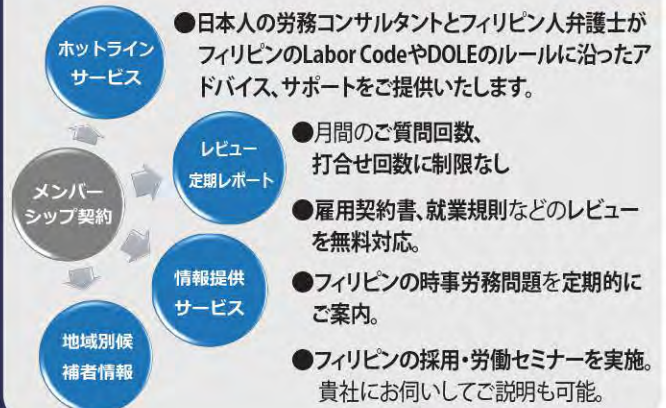 ホットライン
サービス
メンバー
シップ契約
レビュー
定期レポート
情報提供
サービス
地域別候
補者情報
●日本人の労務コンサルタントとフィリピン人弁護士が
フィリピンのLabor CodeやDOLEのルールに沿ったア
ドバイス、サポートをご提供いたします。
●月間のご質問回数、
打合せ回数に制限なし
●雇用契約書、就業規則などのレビュー
を無料対応。
●フィリピンの時事労務問題を定期的に
ご案内。
●フィリピンの採用・労働セミナーを実施。
貴社にお伺いしてご説明も可能。